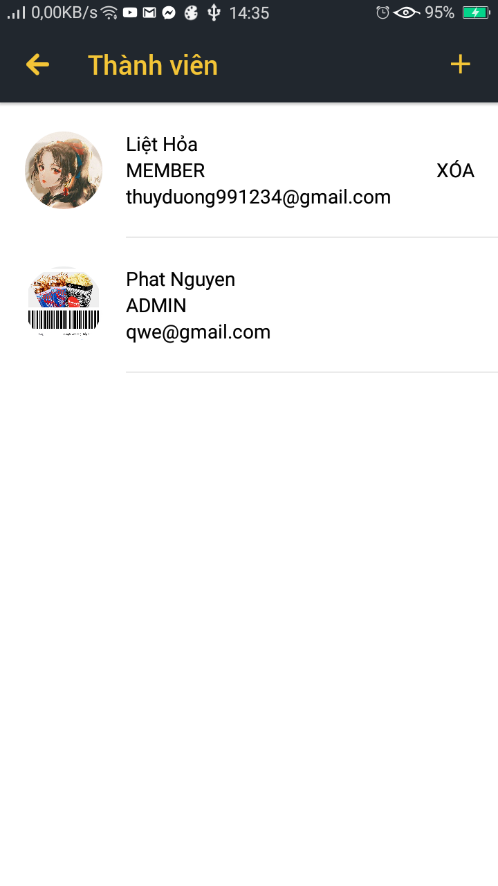 0,00KB/s 14:35 95%
Thành viên
Liệt Hỏa
MEMBER
XÓA
thuyduong991234@gmail.com
Phat Nguyen
ADMIN
qwe@gmail.com